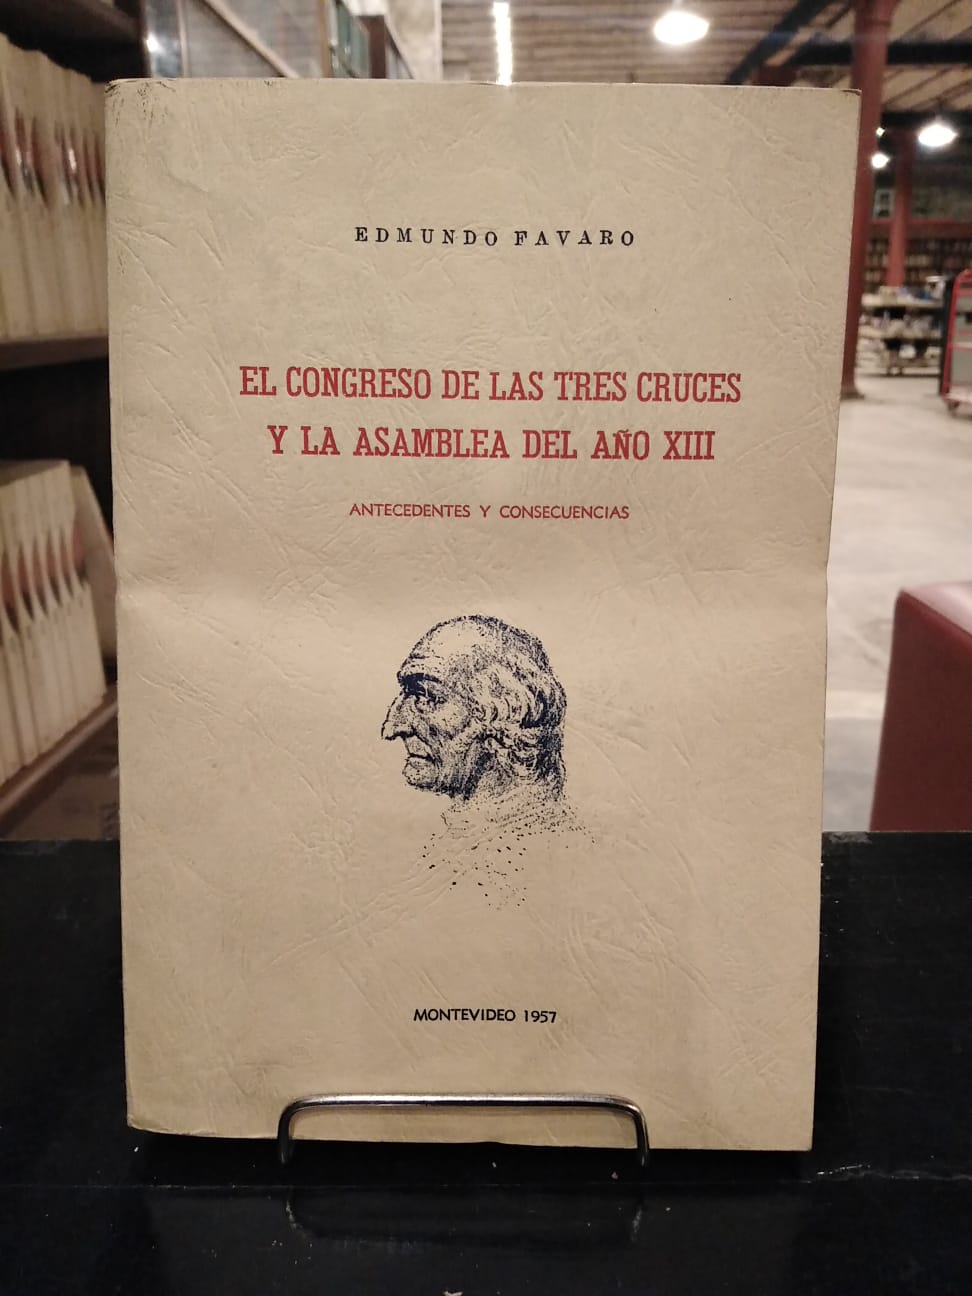 EDMUNDO FAVARO
EL CONGRESO DE LAS TRES CRUCES
Y LA ASAMBLEA DEL AÑO XIII
ANTECEDENTES Y CONSECUENCIAS
MONTEVIDEO 1957